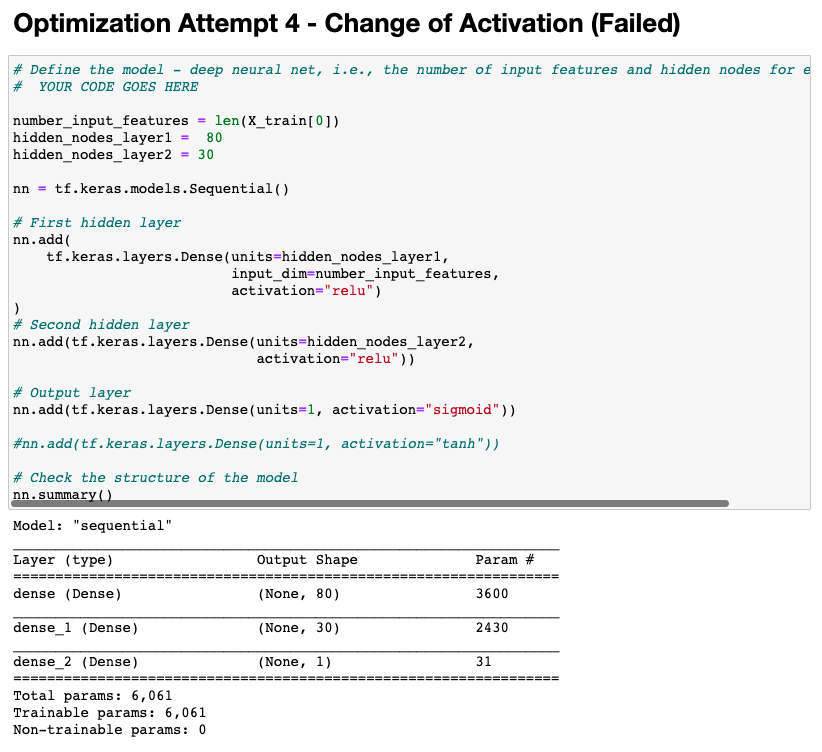 Optimization Attempt 4 - Change of Activation (Failed)
# Define the model - deep neural net, i.e., the number of input features and hidden nodes for e
#  YOUR CODE GOES HERE
number_input_features = len(X_train[0])
hidden_nodes_layer1 =  80
hidden_nodes_layer2 = 30
nn = tf.keras.models.Sequential()
# First hidden layer
nn.add(
    tf.keras.layers.Dense(units=hidden_nodes_layer1,
                          input_dim=number_input_features,
                          activation="relu")
)
# Second hidden layer
nn.add(tf.keras.layers.Dense(units=hidden_nodes_layer2,
                             activation="relu"))
# Output layer
nn.add(tf.keras.layers.Dense(units=1, activation="sigmoid"))
#nn.add(tf.keras.layers.Dense(units=1, activation="tanh"))
# Check the structure of the model
nn.summary()
Model: "sequential"
_________________________________________________________________
Layer (type)                 Output Shape              Param #
=================================================================
dense (Dense)                (None, 80)                3600
_________________________________________________________________
dense_1 (Dense)              (None, 30)                2430
_________________________________________________________________
dense_2 (Dense)              (None, 1)                 31
=================================================================
Total params: 6,061
Trainable params: 6,061
Non-trainable params: 0